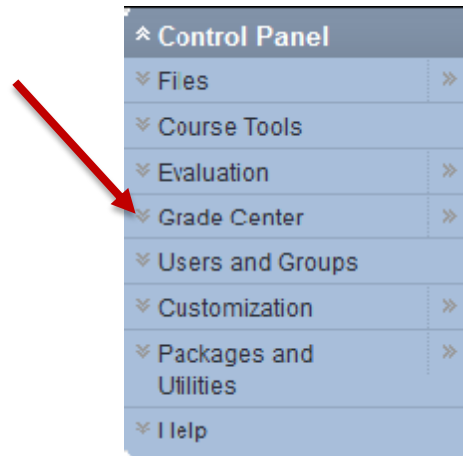 Control Panel
Files
Course Tools
Evaluation
Grade Center
Users and Groups
Customization
Packages and
Utilities
Help